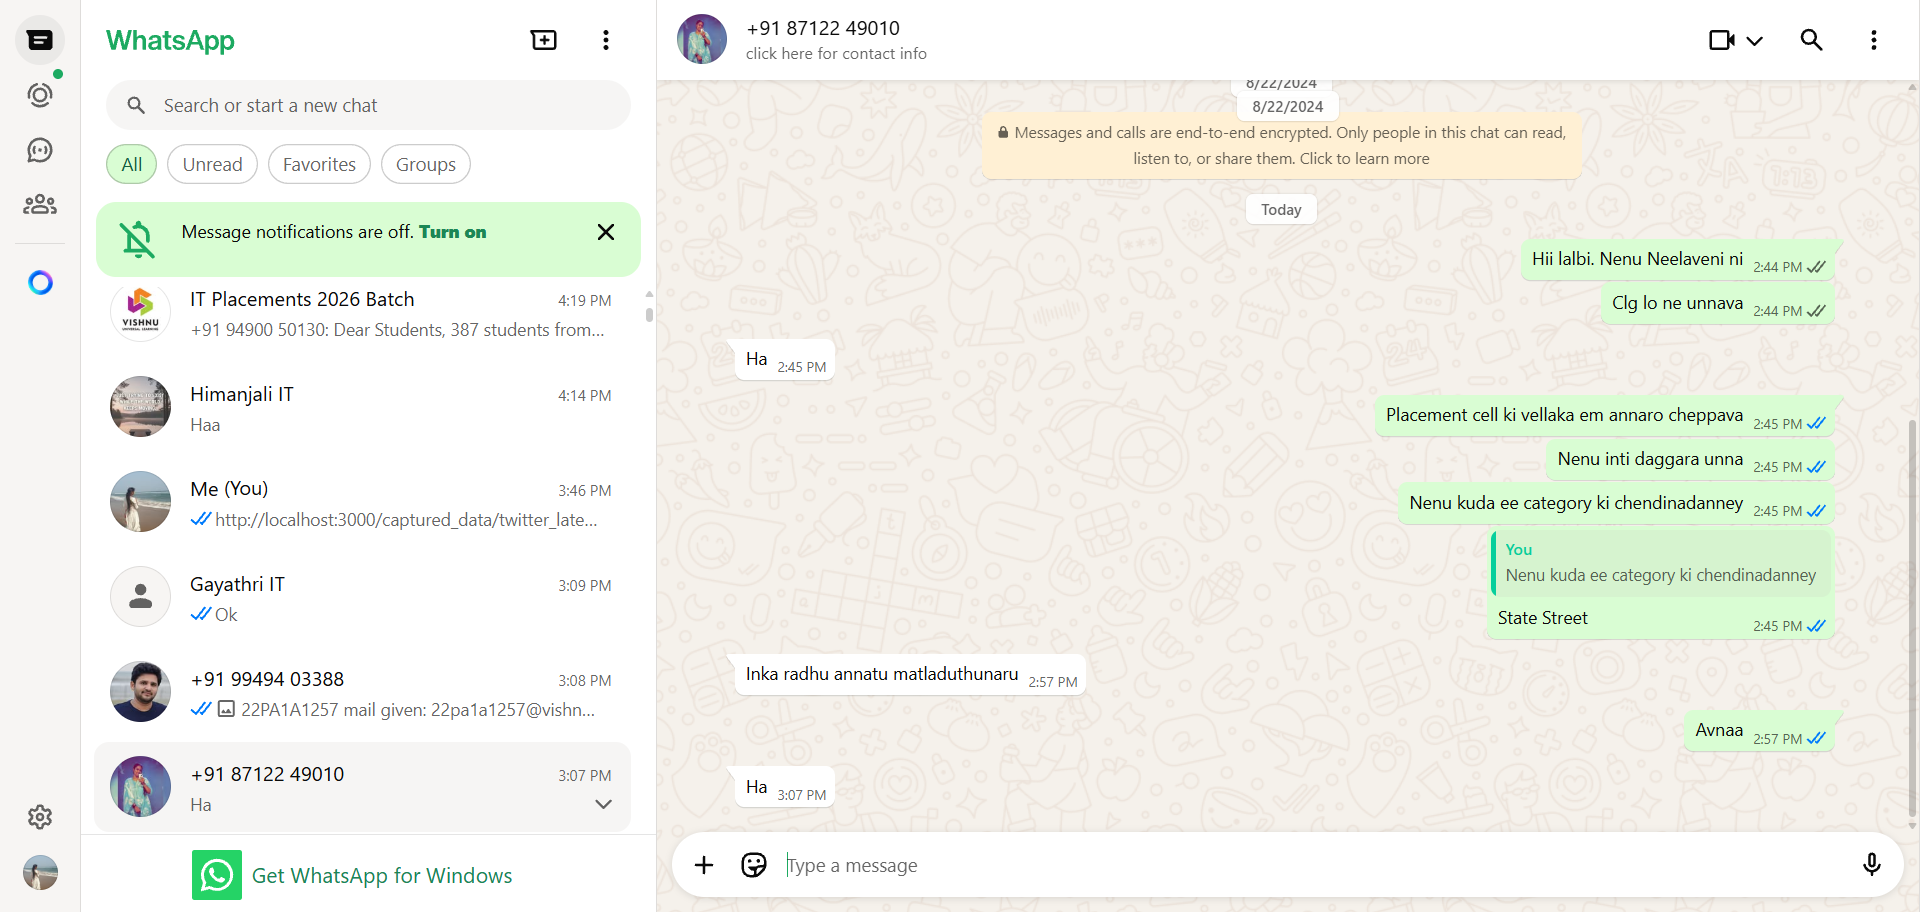 WhatsApp
Search or start a new chat
All
Unread
Favorites
Groups
Message notifications are off. Turn on
VISHNU
UNIVERSAL LEARNING
IT Placements 2026 Batch
4:19 PM
+91 94900 50130: Dear Students, 387 students from...
Himanjali IT
4:14 PM
Haa
Me (You)
3:46 PM
http://localhost:3000/captured_data/twitter_late...
Gayathri IT
3:09 PM
Ok
+91 99494 03388
3:08 PM
22PA1A1257 mail given: 22pa1a1257@vishn...
+91 87122 49010
3:07 PM
Ha
Get WhatsApp for Windows
+91 87122 49010
click here for contact info
8/22/2024
8/22/2024
Messages and calls are end-to-end encrypted. Only people in this chat can read,
listen to, or share them. Click to learn more
Today
Hii lalbi. Nenu Neelaveni ni
2:44 PM
Clg lo ne unnava
2:44 PM
Ha
2:45 PM
Placement cell ki vellaka em annaro cheppava
2:45 PM
Nenu inti daggara unna
2:45 PM
Nenu kuda ee category ki chendinadanney
2:45 PM
You
Nenu kuda ee category ki chendinadanney
State Street
2:45 PM
Inka radhu annatu matladuthunaru
2:57 PM
Avnaa
2:57 PM
Ha
3:07 PM
Type a message